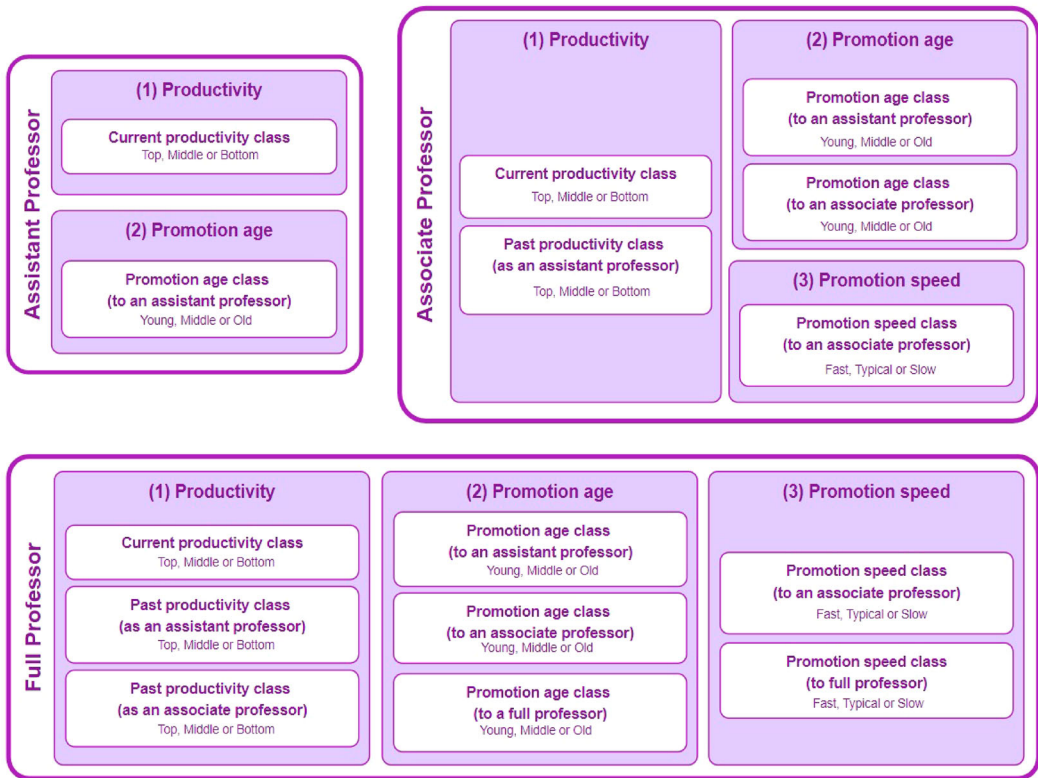 Assistant Professor
(1) Productivity
Current productivity class
Top, Middle or Bottom
(2) Promotion age
Promotion age class
(to an assistant professor)
Young, Middle or Old
Associate Professor
(1) Productivity
Current productivity class
Top, Middle or Bottom
Past productivity class
(as an assistant professor)
Top, Middle or Bottom
(2) Promotion age
Promotion age class
(to an assistant professor)
Young, Middle or Old
Promotion age class
(to an associate professor)
Young, Middle or Old
(3) Promotion speed
Promotion speed class
(to an associate professor)
Fast, Typical or Slow
Full Professor
(1) Productivity
Current productivity class
Top, Middle or Bottom
Past productivity class
(as an assistant professor)
Top, Middle or Bottom
Past productivity class
(as an associate professor)
Top, Middle or Bottom
(2) Promotion age
Promotion age class
(to an assistant professor)
Young, Middle or Old
Promotion age class
(to an associate professor)
Young, Middle or Old
Promotion age class
(to a full professor)
Young, Middle or Old
(3) Promotion speed
Promotion speed class
(to an associate professor)
Fast, Typical or Slow
Promotion speed class
(to full professor)
Fast, Typical or Slow